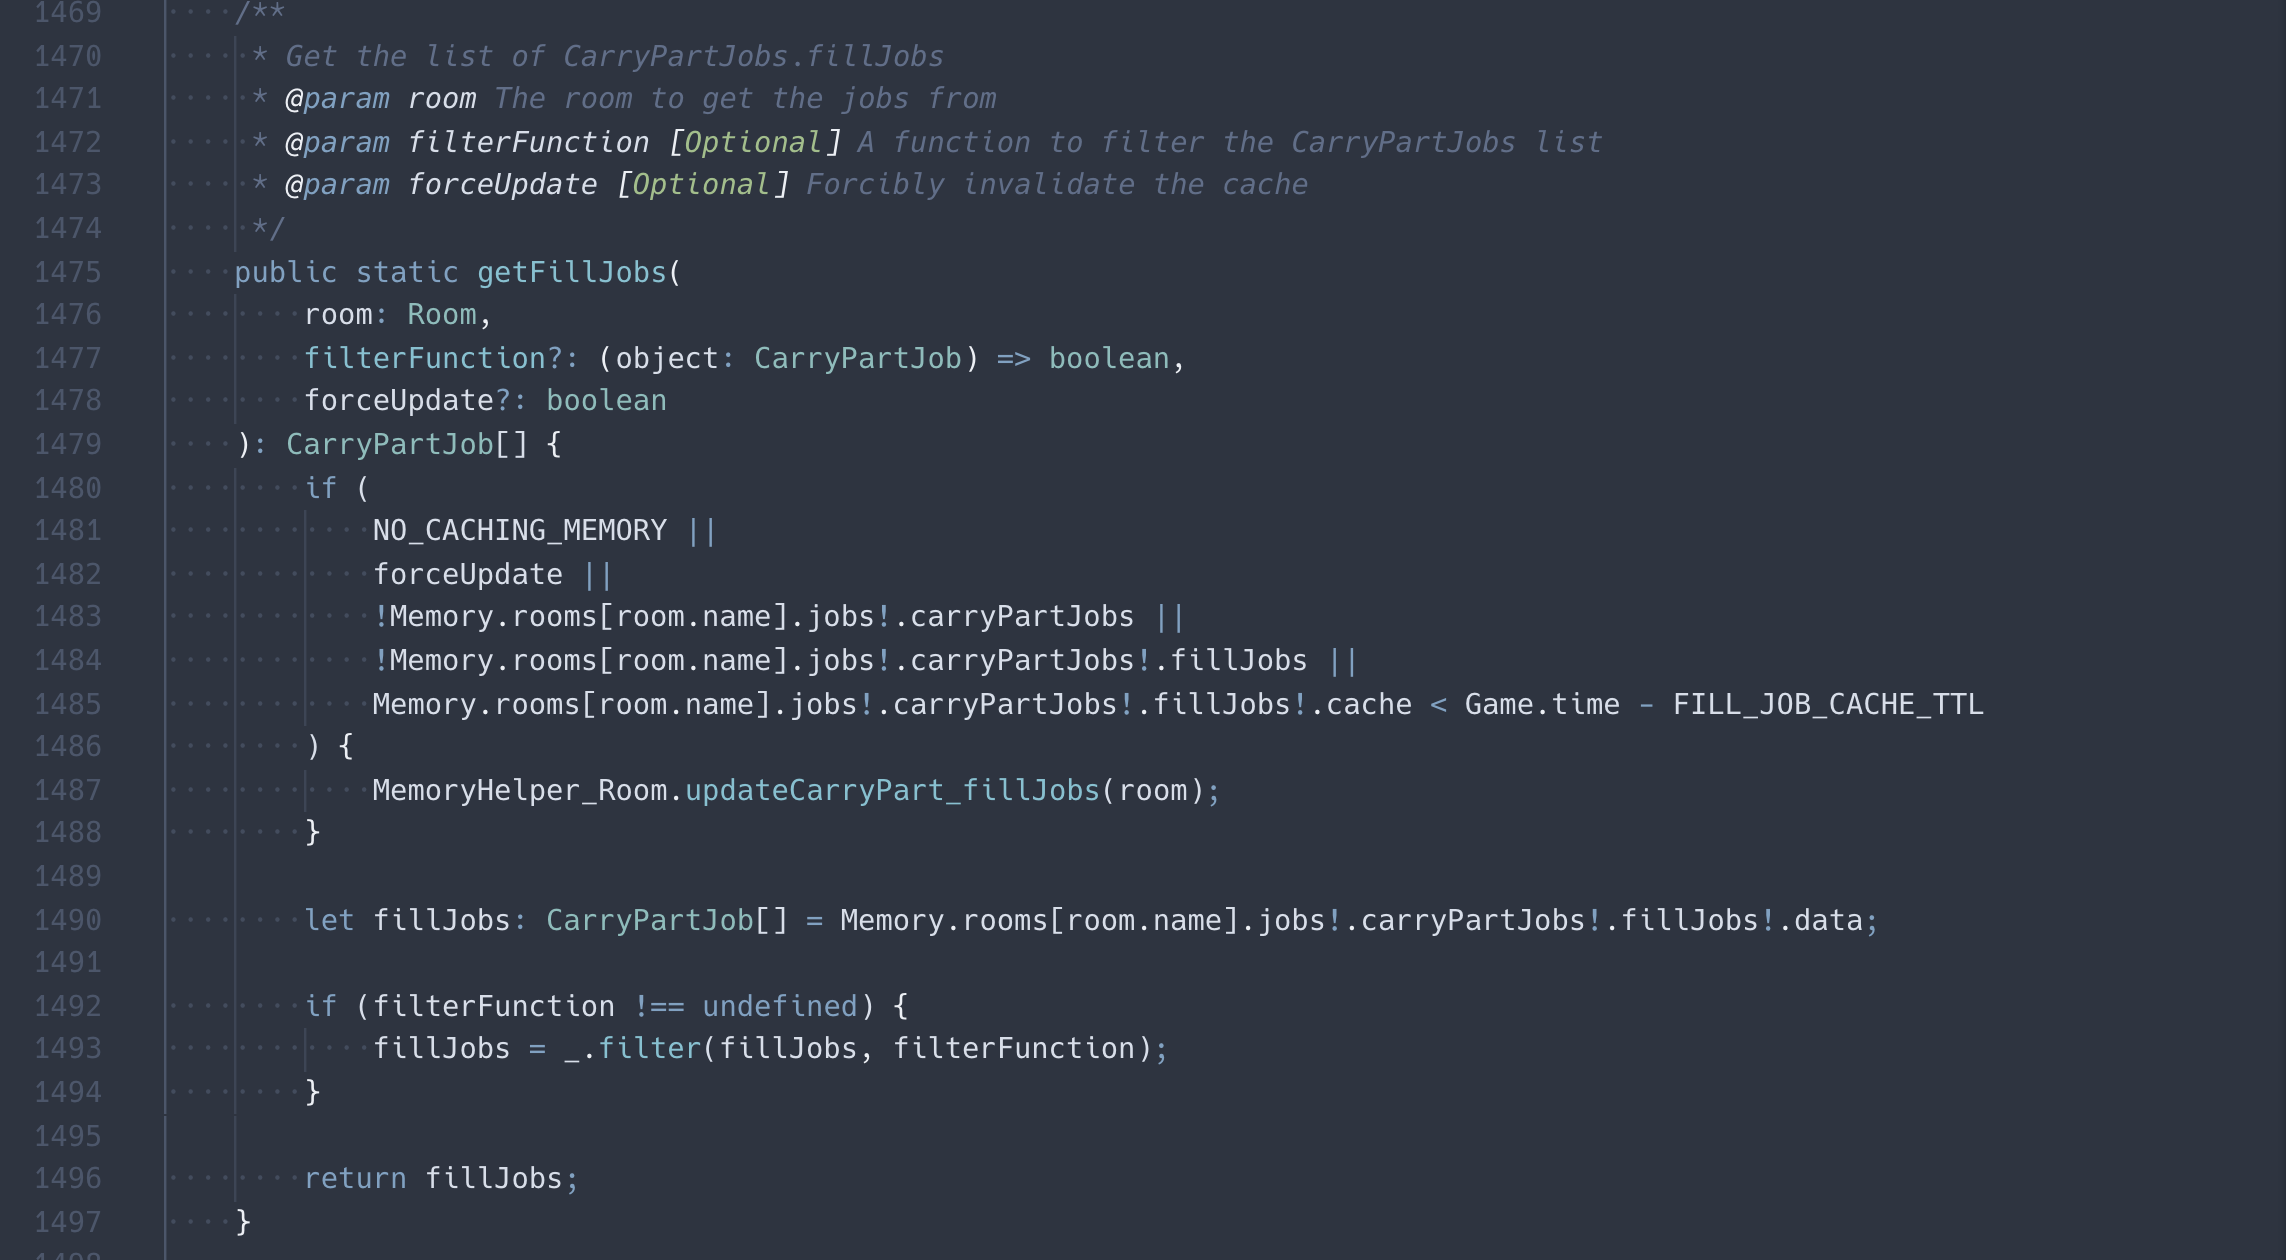 1469 /**
1470 * Get the list of CarryPartJobs.fillJobs
1471 * @param room The room to get the jobs from
1472 * @param filterFunction [Optional] A function to filter the CarryPartJobs list
1473 * @param forceUpdate [Optional] Forcibly invalidate the cache
1474 */
1475 public static getFillJobs(
1476 room: Room,
1477 filterFunction?: (object: CarryPartJob) => boolean,
1478 forceUpdate?: boolean
1479 ): CarryPartJob[] {
1480 if (
1481 NO_CACHING_MEMORY ||
1482 forceUpdate ||
1483 !Memory.rooms[room.name].jobs!.carryPartJobs ||
1484 !Memory.rooms[room.name].jobs!.carryPartJobs!.fillJobs ||
1485 Memory.rooms[room.name].jobs!.carryPartJobs!.fillJobs!.cache < Game.time - FILL_JOB_CACHE_TTL
1486 ) {
1487 MemoryHelper_Room.updateCarryPart_fillJobs(room);
1488 }
1489
1490 let fillJobs: CarryPartJob[] = Memory.rooms[room.name].jobs!.carryPartJobs!.fillJobs!.data;
1491
1492 if (filterFunction !== undefined) {
1493 fillJobs = _.filter(fillJobs, filterFunction);
1494 }
1495
1496 return fillJobs;
1497 }